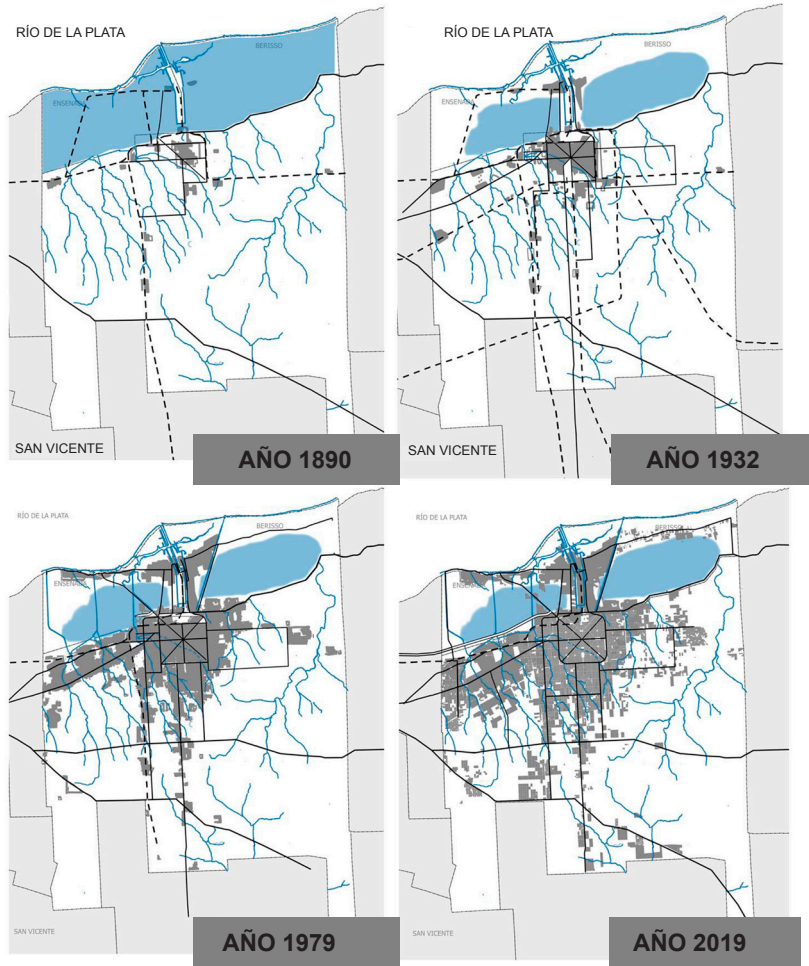 RÍO DE LA PLATA
BERISSO
ENSENADA
SAN VICENTE
AÑO 1890
RÍO DE LA PLATA
BERISSO
ENSENADA
SAN VICENTE
AÑO 1932
RÍO DE LA PLATA
BERISSO
ENSENADA
SAN VICENTE
AÑO 1979
RÍO DE LA PLATA
BERISSO
ENSENADA
SAN VICENTE
AÑO 2019